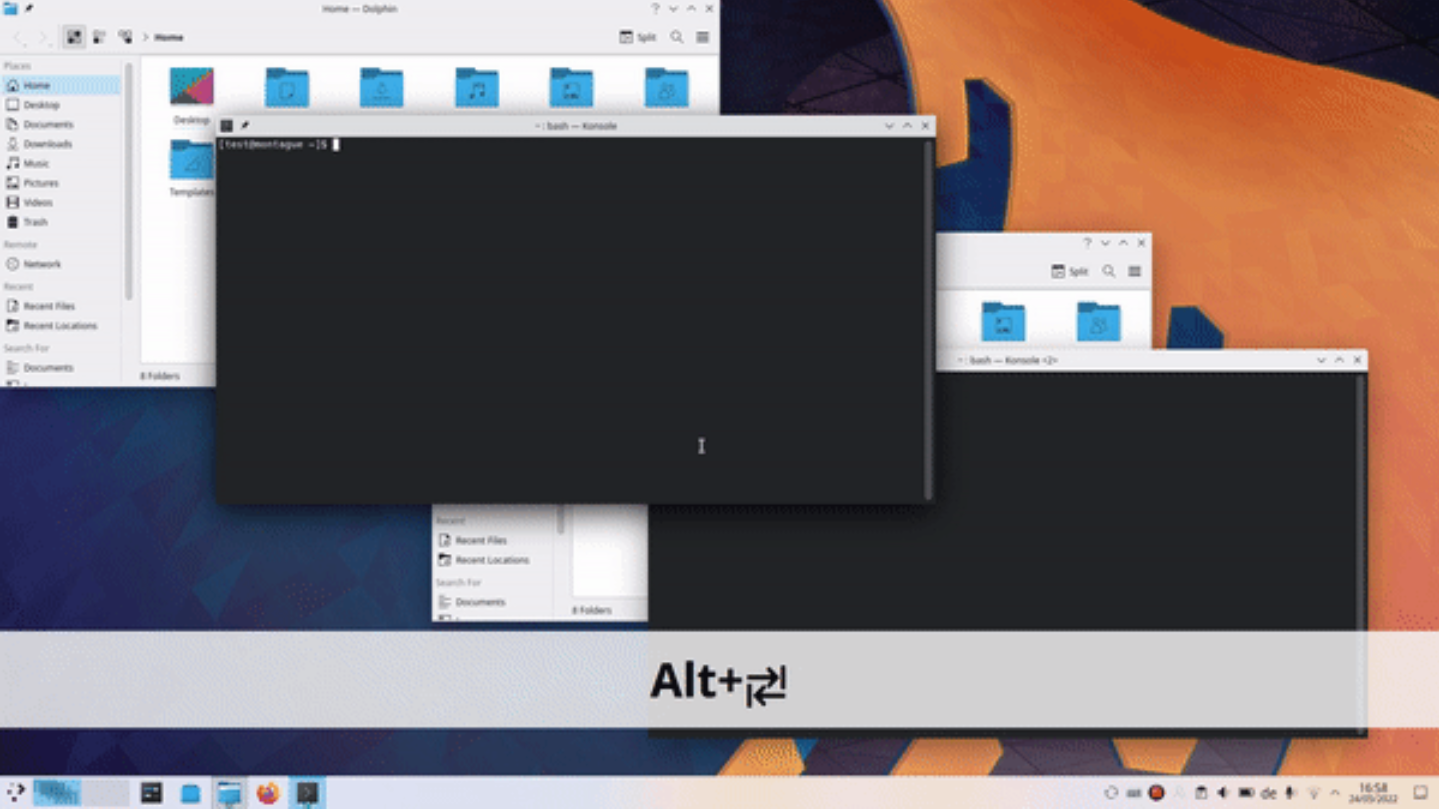 Home — Dolphin
Home
Split
Places
Home
Desktop
Documents
Downloads
Music
Pictures
Videos
Trash
Remote
Network
Recent
Recent Files
Recent Locations
Search For
Documents
Desktop
Templates
8 Folders
~ : bash — Konsole
[test@montague ~]$
Split
~ : bash — Konsole <2>
Recent
Recent Files
Recent Locations
Search For
Documents
8 Folders
Alt+
de
16:58
24/05/2022